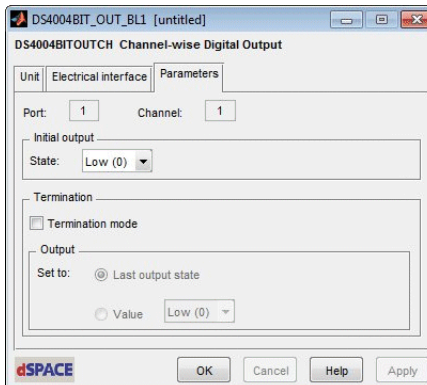 DS4004BIT_OUT_BL1 [untitled]
DS4004BITOUTCH Channel-wise Digital Output
Unit Electrical interface Parameters
Port: 1 Channel: 1
Initial output
State: Low (0)
Termination
Termination mode
Output
Set to: Last output state
Value Low (0)
dSPACE OK Cancel Help Apply